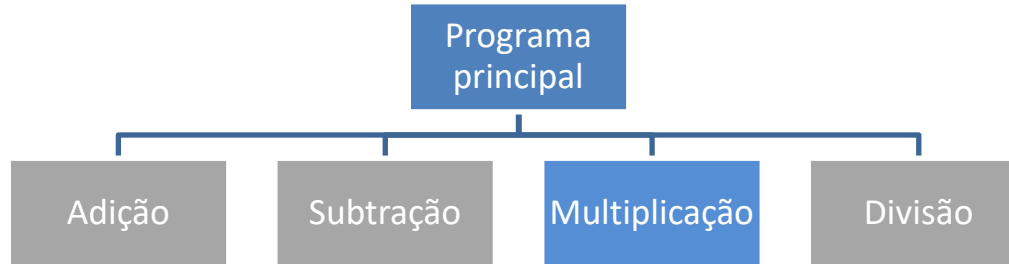 Programa
principal
Adição
Subtração
Multiplicação
Divisão